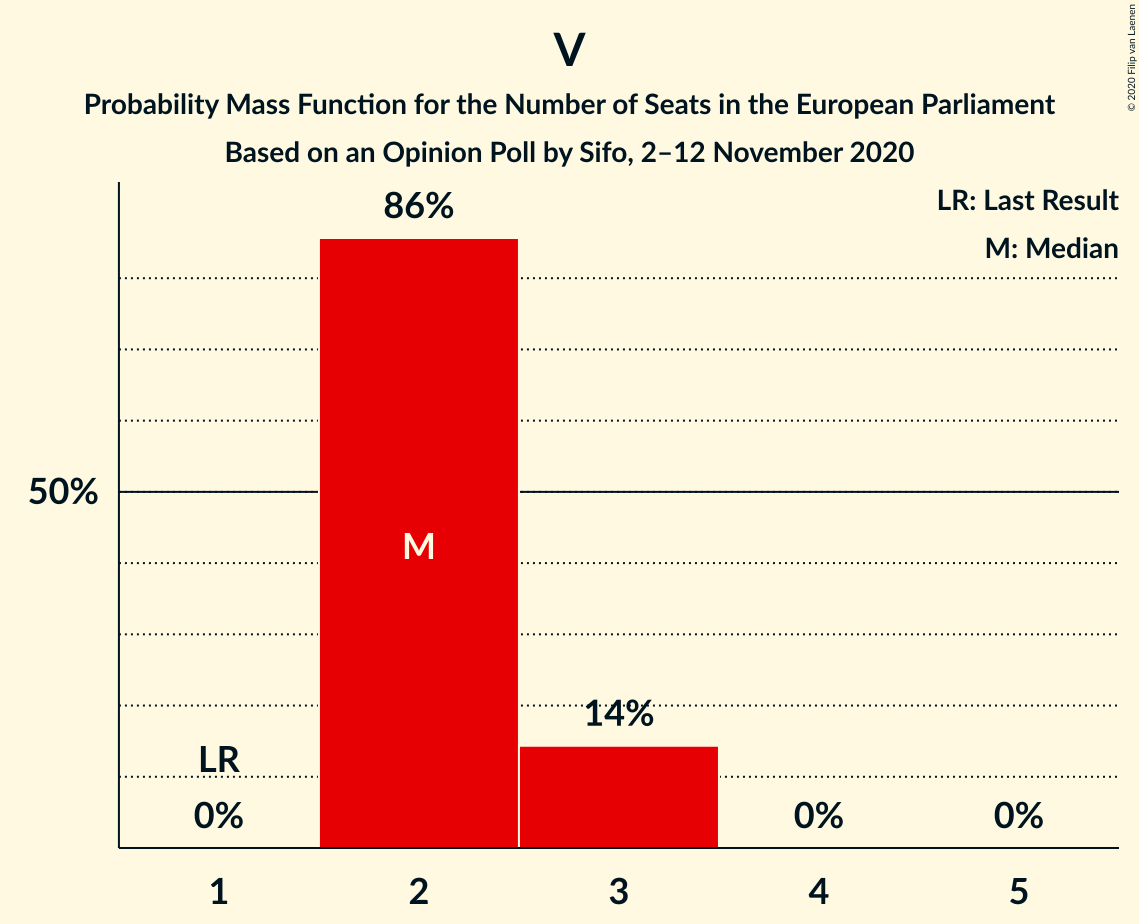 V
Probability Mass Function for the Number of Seats in the European Parliament
Based on an Opinion Poll by Sifo, 2–12 November 2020
© 2020 Filip van Laenen
LR: Last Result
M: Median
86%
50%
M
14%
LR
0%
0%
0%
1
2
3
4
5